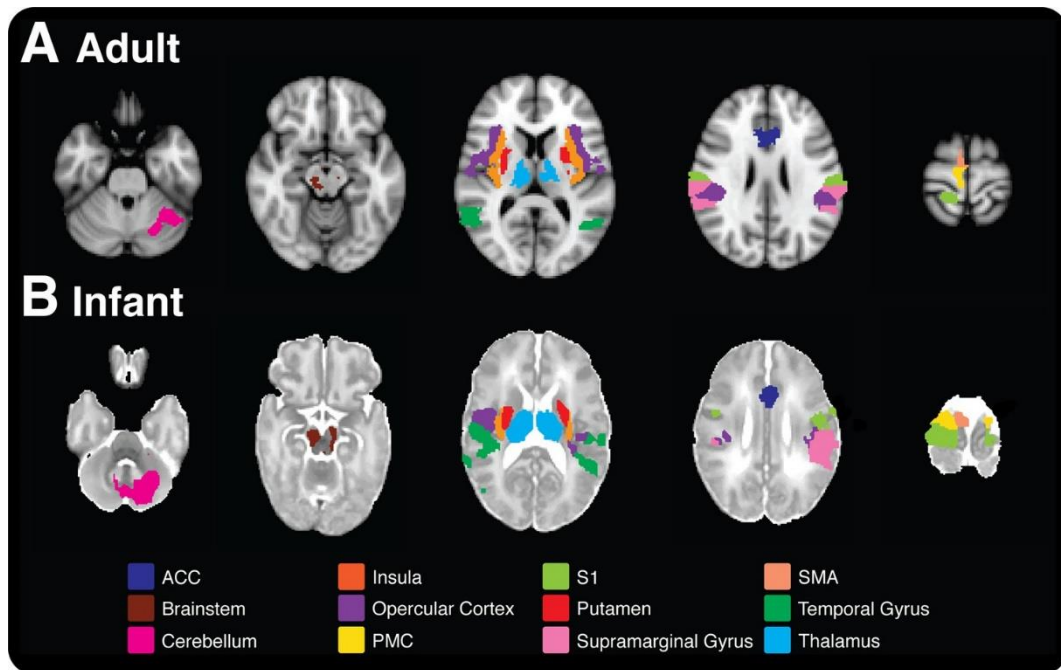 A Adult
B Infant
ACC
Insula
S1
SMA
Brainstem
Opercular Cortex
Putamen
Temporal Gyrus
Cerebellum
PMC
Supramarginal Gyrus
Thalamus